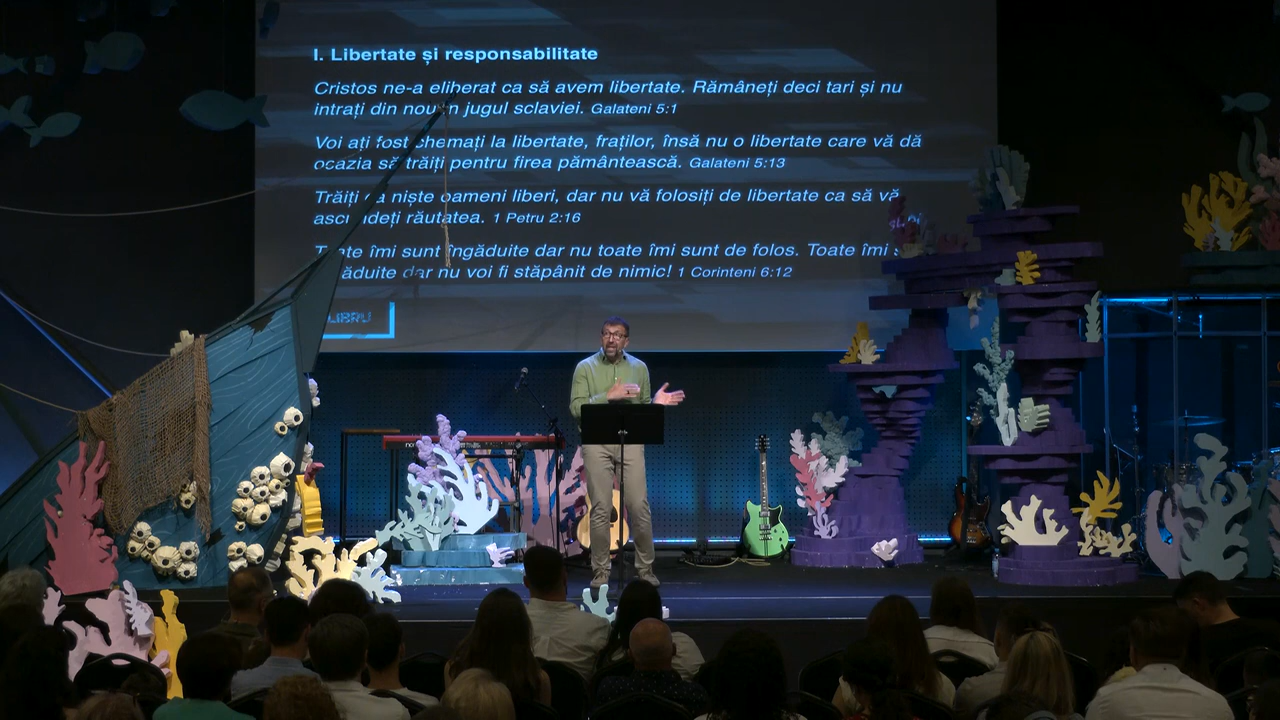 I. Libertate și responsabilitate
Cristos ne-a eliberat ca să avem libertate. Rămâneți deci tari și nu
intrați din nou în jugul sclaviei. Galateni 5:1
Voi ați fost chemați la libertate, fraților, însă nu o libertate care vă dă
ocazia să trăiți pentru firea pământească. Galateni 5:13
Trăiți ca niște oameni liberi, dar nu vă folosiți de libertate ca să vă
ascundeți răutatea. 1 Petru 2:16
Toate îmi sunt îngăduite dar nu toate îmi sunt de folos. Toate îmi
dar nu voi fi stăpânit de nimic! 1 Corinteni 6:12
LIBRU